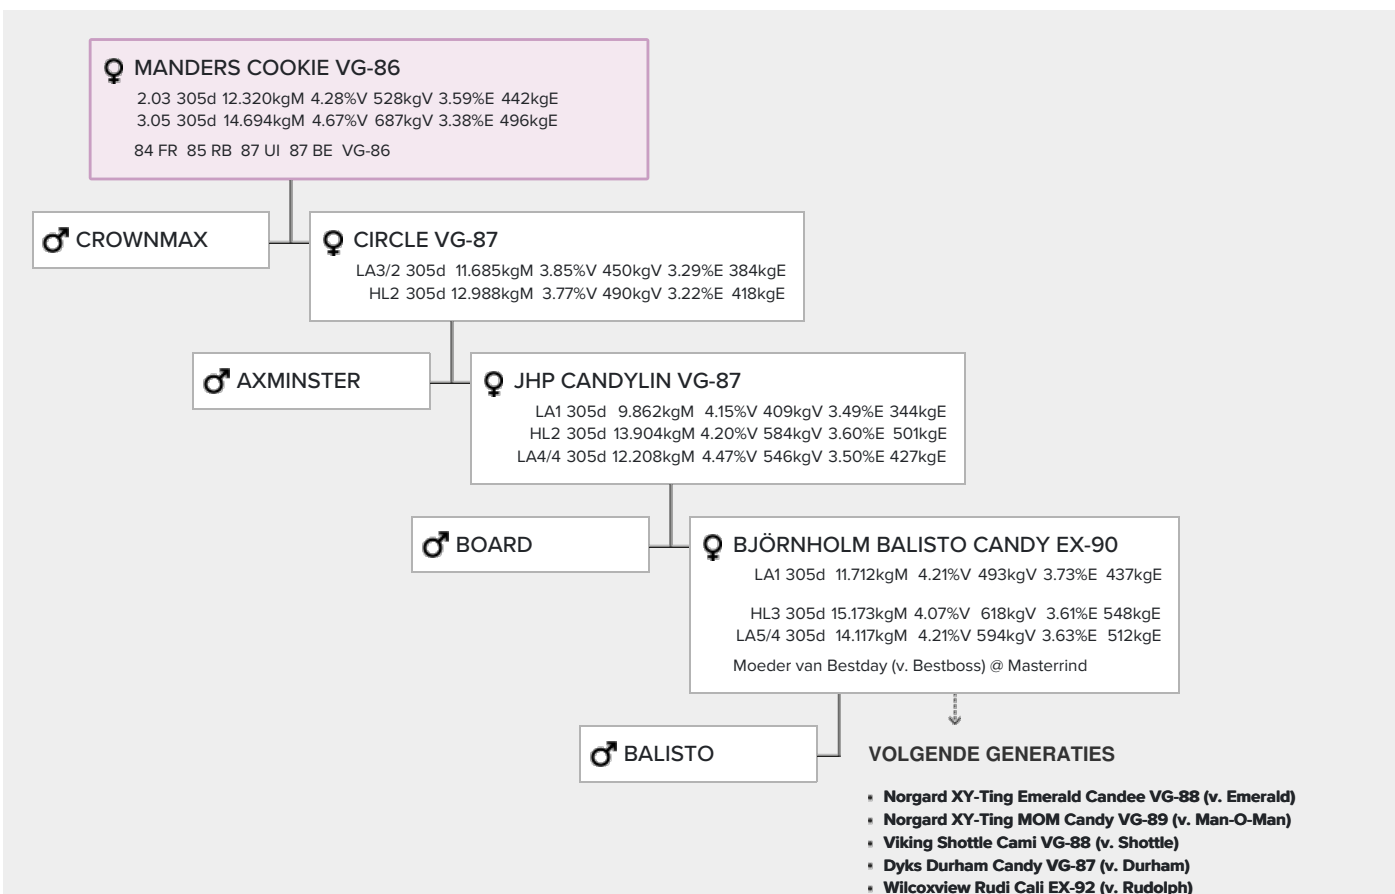 MANDERS COOKIE VG-86
2.03 305d 12.320kgM 4.28%V 528kgV 3.59%E 442kgE
3.05 305d 14.694kgM 4.67%V 687kgV 3.38%E 496kgE
84 FR 85 RB 87 UI 87 BE VG-86
CROWNMAX
CIRCLE VG-87
LA3/2 305d 11.685kgM 3.85%V 450kgV 3.29%E 384kgE
HL2 305d 12.988kgM 3.77%V 490kgV 3.22%E 418kgE
AXMINSTER
JHP CANDYLIN VG-87
LA1 305d 9.862kgM 4.15%V 409kgV 3.49%E 344kgE
HL2 305d 13.904kgM 4.20%V 584kgV 3.60%E 501kgE
LA4/4 305d 12.208kgM 4.47%V 546kgV 3.50%E 427kgE
BOARD
BJÖRNHOLM BALISTO CANDY EX-90
LA1 305d 11.712kgM 4.21%V 493kgV 3.73%E 437kgE
HL3 305d 15.173kgM 4.07%V 618kgV 3.61%E 548kgE
LA5/4 305d 14.117kgM 4.21%V 594kgV 3.63%E 512kgE
Moeder van Bestday (v. Bestboss) @ Masterrind
BALISTO
VOLGENDE GENERATIES
Norgard XY-Ting Emerald Candee VG-88 (v. Emerald)
Norgard XY-Ting MOM Candy VG-89 (v. Man-O-Man)
Viking Shottle Cami VG-88 (v. Shottle)
Dyks Durham Candy VG-87 (v. Durham)
Wilcoxview Rudi Cali EX-92 (v. Rudolph)